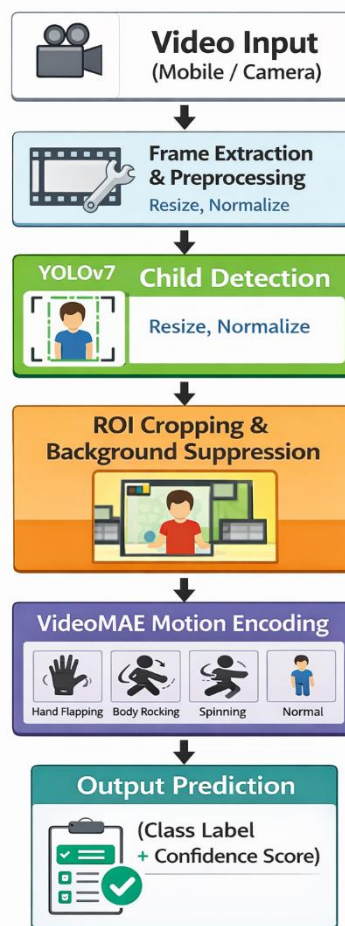 Video Input
(Mobile / Camera)
Frame Extraction
& Preprocessing
Resize, Normalize
YOLOv7
Child Detection
Resize, Normalize
ROI Cropping &
Background Suppression
VideoMAE Motion Encoding
Hand Flapping
Body Rocking
Spinning
Normal
Output Prediction
(Class Label
+ Confidence Score)